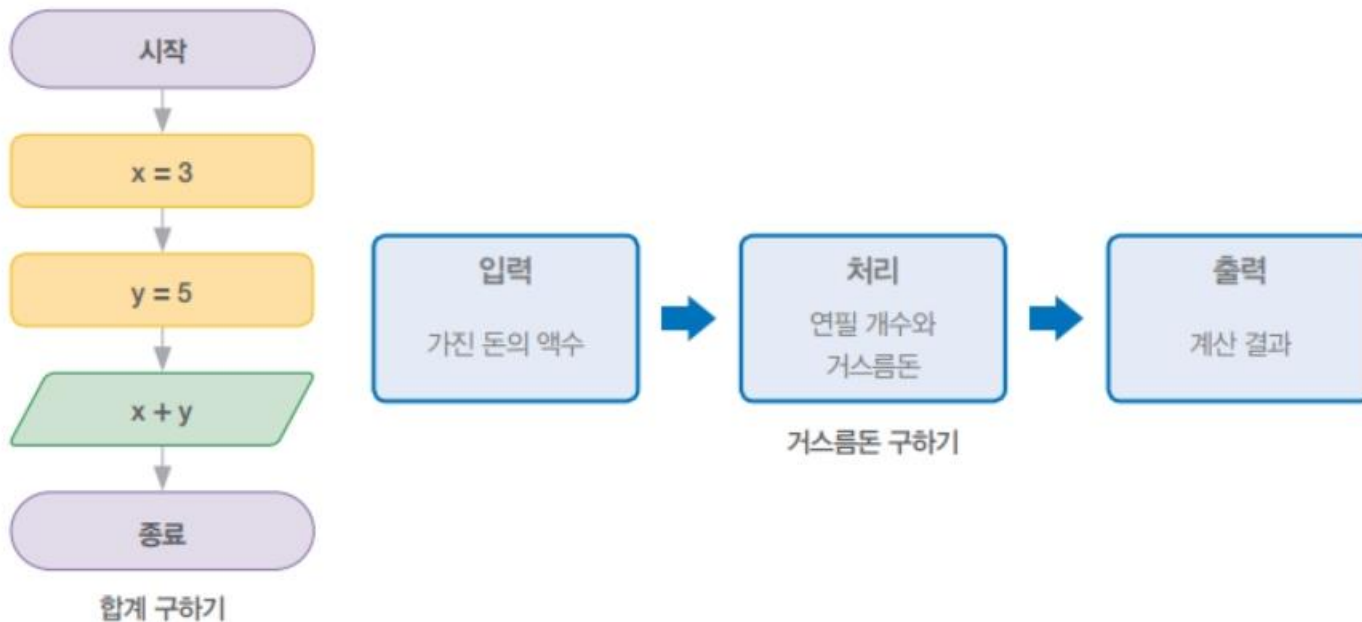 시작
x = 3
y = 5
x + y
종료
합계 구하기
입력
가진 돈의 액수
처리
연필 개수와
거스름돈
출력
계산 결과
거스름돈 구하기